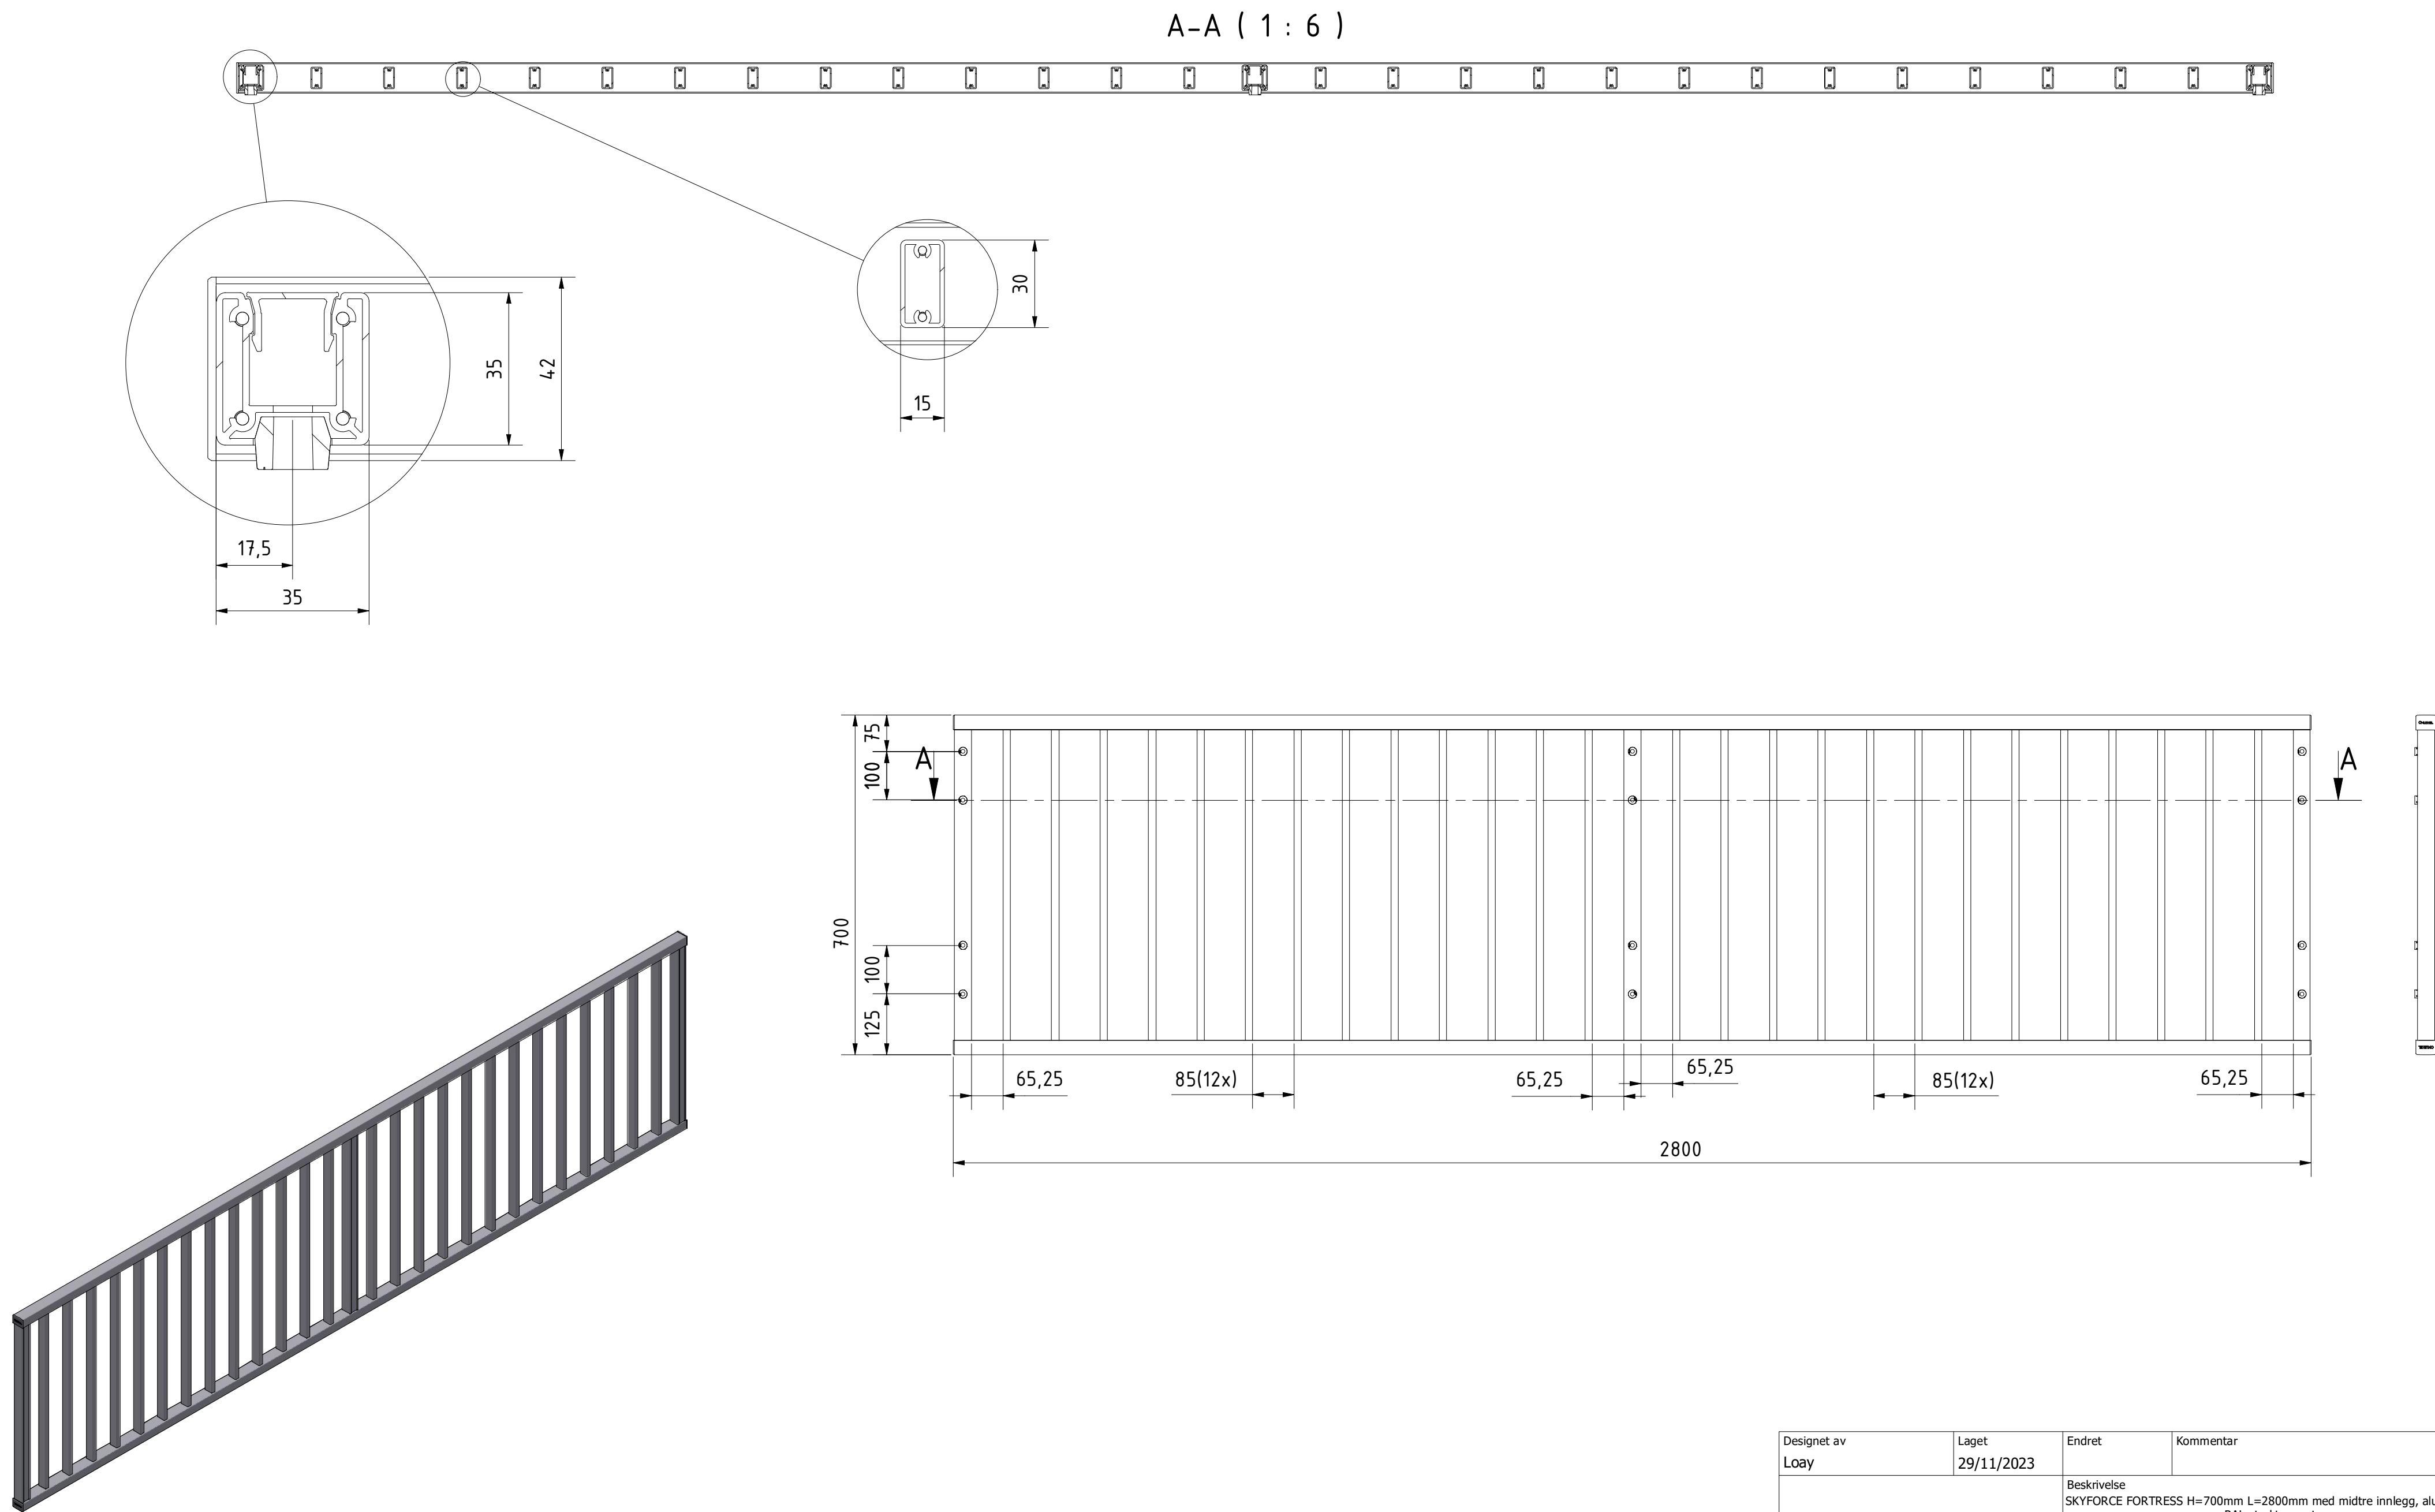 A-A ( 1 : 6 )
30
35
42
15
17,5
35
75
100
A
A
700
100
125
65,25
85(12x)
65,25
65,25
85(12x)
65,25
2800
Designet av
Laget
Endret
Kommentar
Loay
29/11/2023
Beskrivelse
SKYFORCE FORTRESS H=700mm L=2800mm med midtre innlegg,